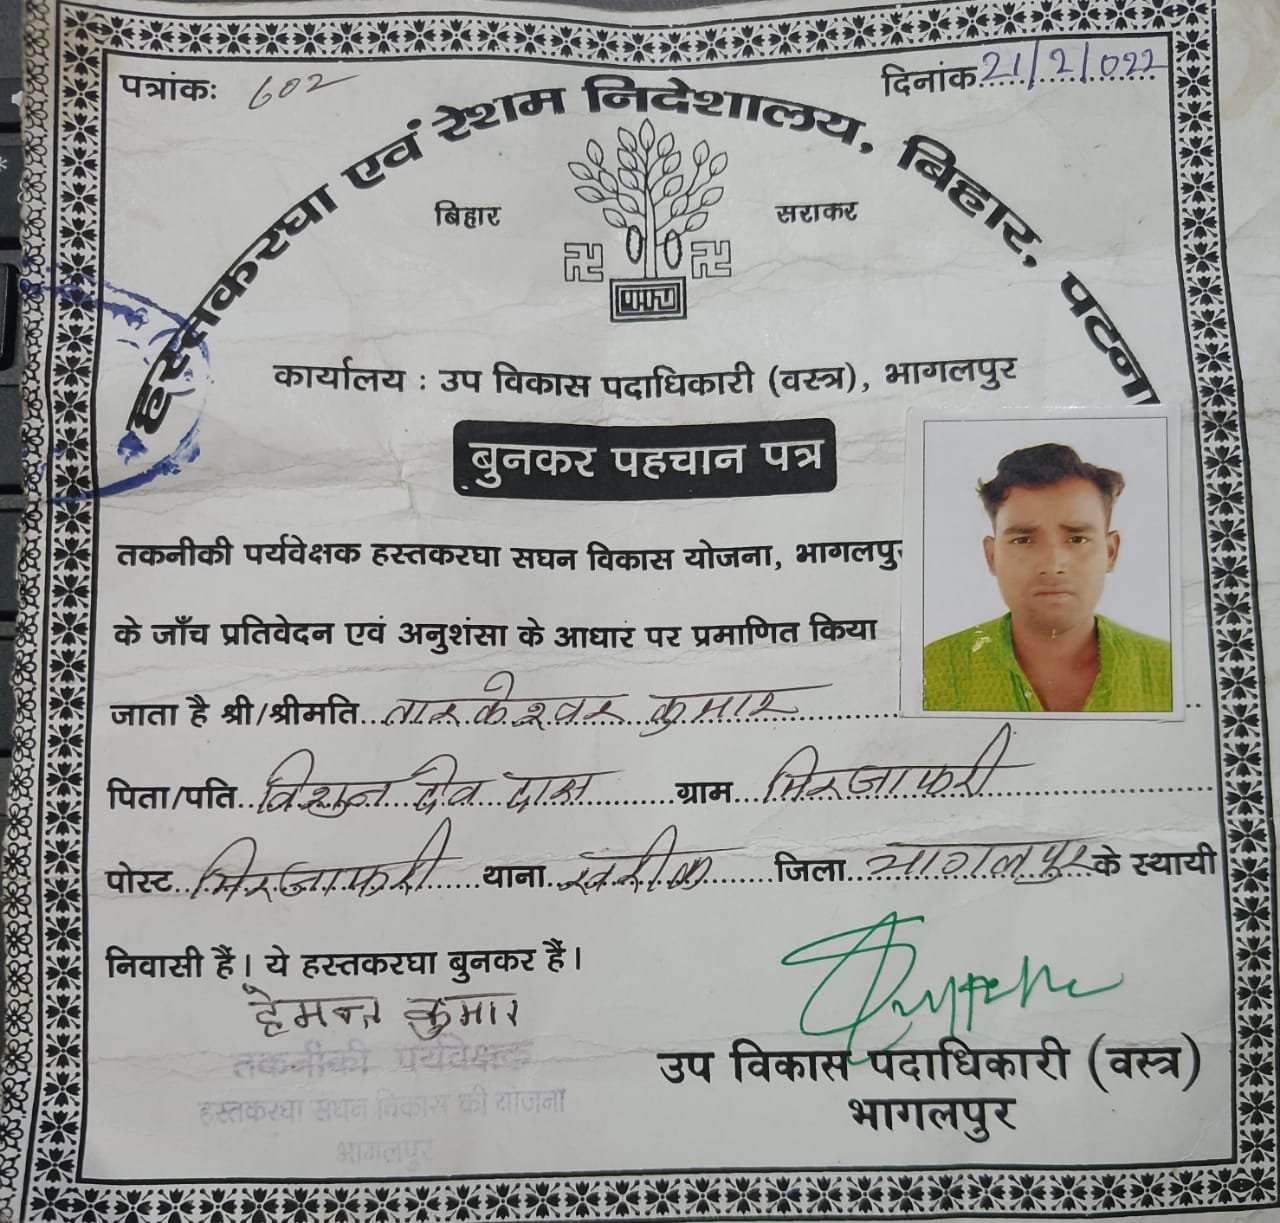 पत्रांकः 602
दिनांक 21/2/022
हस्तकरघा एवं रेशम निदेशालय, बिहार, पटना
बिहार सराकर
कार्यालय : उप विकास पदाधिकारी (वस्त्र), भागलपुर
बुनकर पहचान पत्र
तकनीकी पर्यवेक्षक हस्तकरघा सघन विकास योजना, भागलपुर
के जाँच प्रतिवेदन एवं अनुशंसा के आधार पर प्रमाणित किया
जाता है श्री/श्रीमति तारकेश्वर कुमार
पिता/पति विशुन देव दास ग्राम मिरजाफरी
पोस्ट मिरजाफरी थाना खरीक जिला भागलपुर के स्थायी
निवासी हैं। ये हस्तकरघा बुनकर हैं।
हेमन्त कुमार
तकनीकी पर्यवेक्षक
हस्तकरघा सघन विकास की योजना
भागलपुर
उप विकास पदाधिकारी (वस्त्र)
भागलपुर